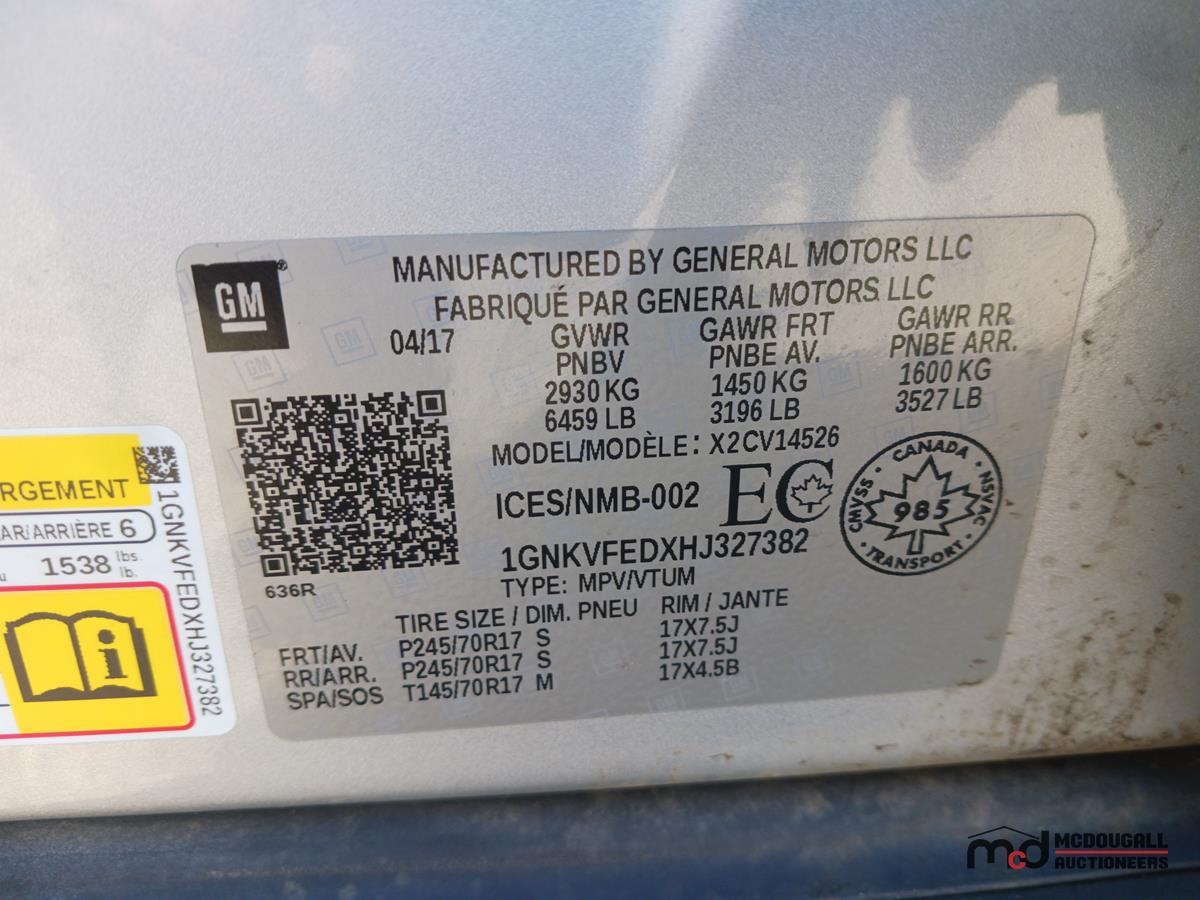 GM
MANUFACTURED BY GENERAL MOTORS LLC
FABRIQUÉ PAR GENERAL MOTORS LLC
04/17
GVWR GAWR FRT GAWR RR
PNBV PNBE AV. PNBE ARR.
2930 KG 1450 KG 1600 KG
6459 LB 3196 LB 3527 LB
MODEL/MODÈLE: X2CV14526
ICES/NMB-002 EC
CANADA
CMVSS 985 NSVAC
TRANSPORT
1GNKVFEDXHJ327382
636R
TYPE: MPV/VTUM
TIRE SIZE / DIM. PNEU RIM / JANTE
FRT/AV. P245/70R17 S 17X7.5J
RR/ARR. P245/70R17 S 17X7.5J
SPA/SOS T145/70R17 M 17X4.5B
RGEMENT
AR/ARRIÈRE 6
1538 lbs.
lb.
1GNKVFEDXHJ327382
mcd MCDOUGALL
AUCTIONEERS